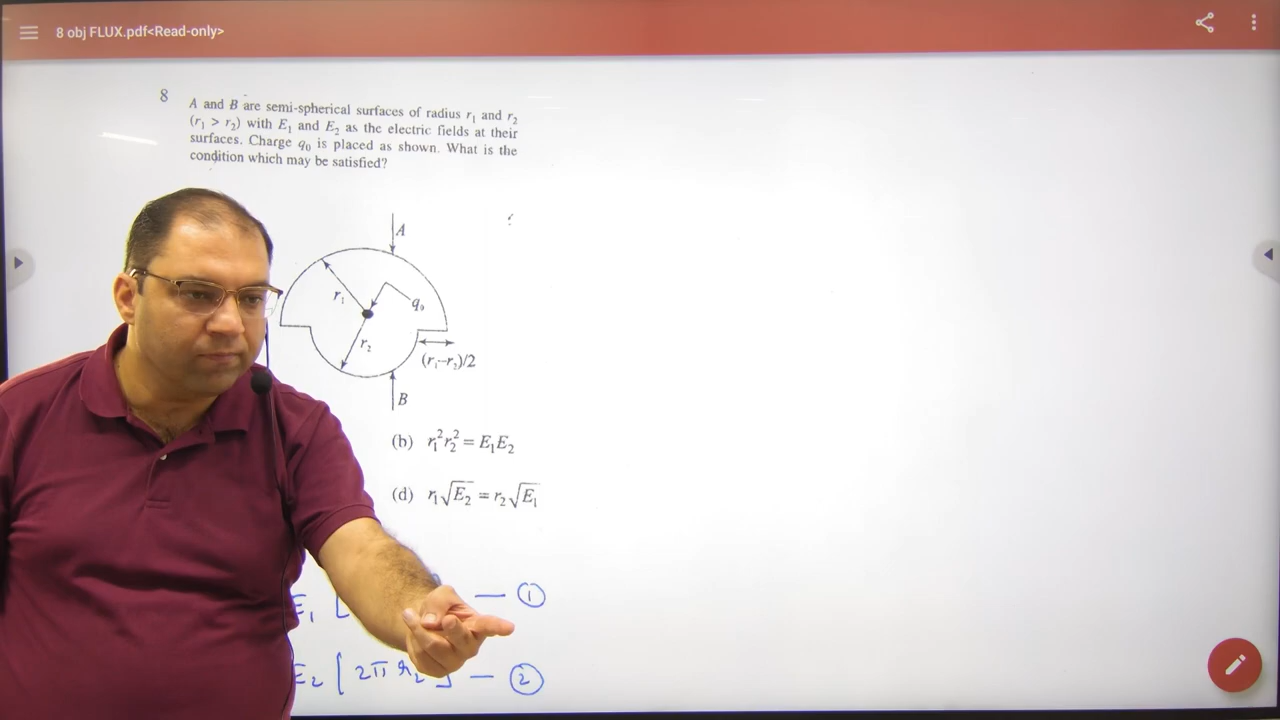 8 obj FLUX.pdf<Read-only>
8
A and B are semi-spherical surfaces of radius r₁ and r₂
(r₁ > r₂) with E₁ and E₂ as the electric fields at their
surfaces. Charge q₀ is placed as shown. What is the
condition which may be satisfied?
A
r₁
q₀
r₂
(r₁–r₂)/2
B
(b) r₁²r₂² = E₁E₂
(d) r₁√E₂ = r₂√E₁
E₁ [ — ①
E₂ [ 2π r₂ ] — ②